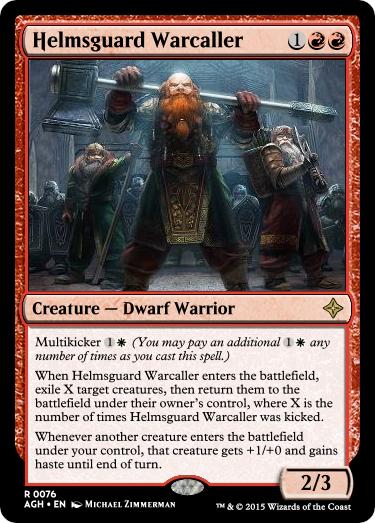 Helmsguard Warcaller 1
Creature — Dwarf Warrior
Multikicker 1 (You may pay an additional 1 any
number of times as you cast this spell.)
When Helmsguard Warcaller enters the battlefield,
exile X target creatures, then return them to the
battlefield under their owner's control, where X is the
number of times Helmsguard Warcaller was kicked.
Whenever another creature enters the battlefield
under your control, that creature gets +1/+0 and gains
haste until end of turn.
2/3
R 0076
AGH • EN Michael Zimmerman ™ & © 2015 Wizards of the Coast